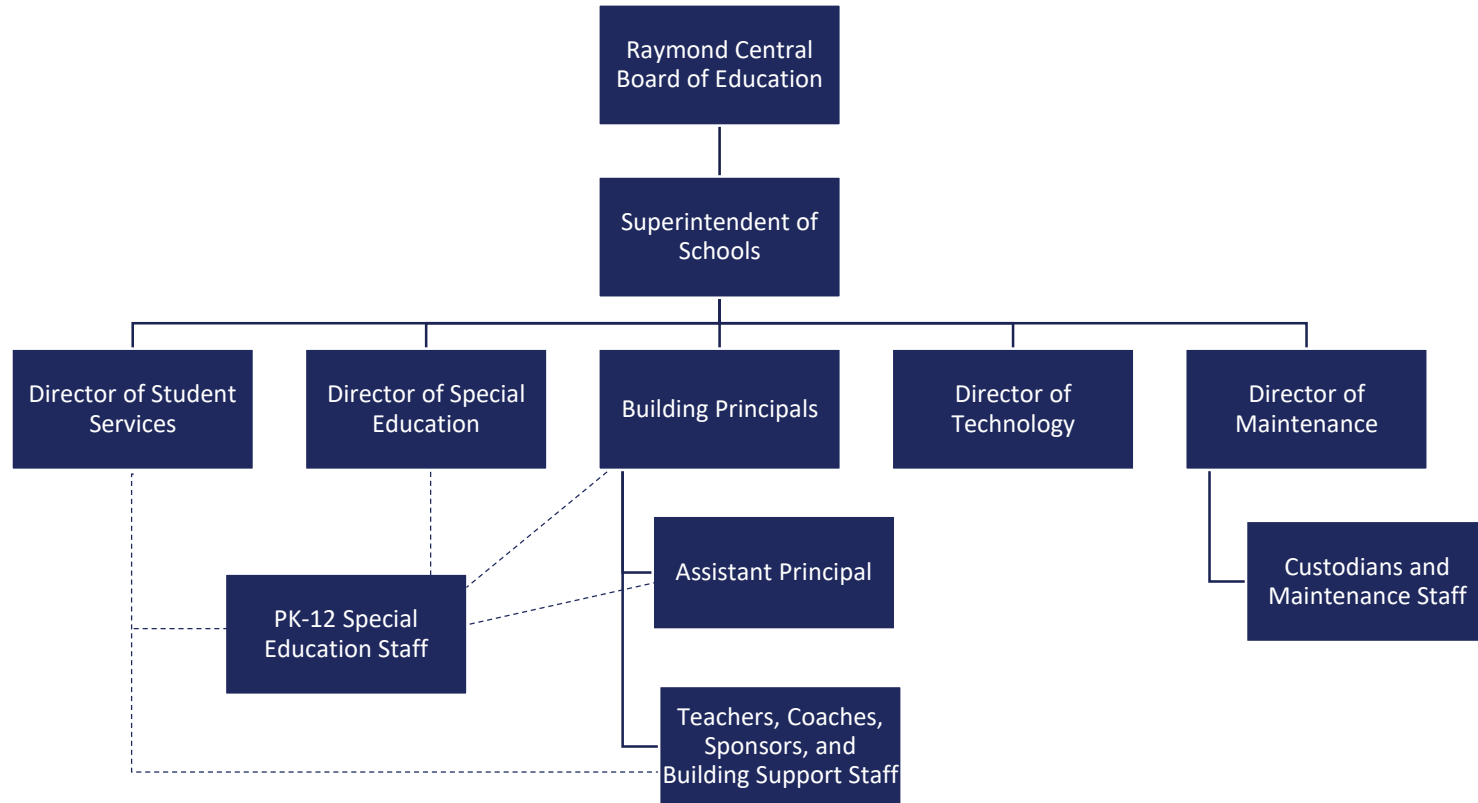 Raymond Central
Board of Education
Superintendent of
Schools
Director of Student
Services
Director of Special
Education
Building Principals
Director of
Technology
Director of
Maintenance
Assistant Principal
Custodians and
Maintenance Staff
PK-12 Special
Education Staff
Teachers, Coaches,
Sponsors, and
Building Support Staff